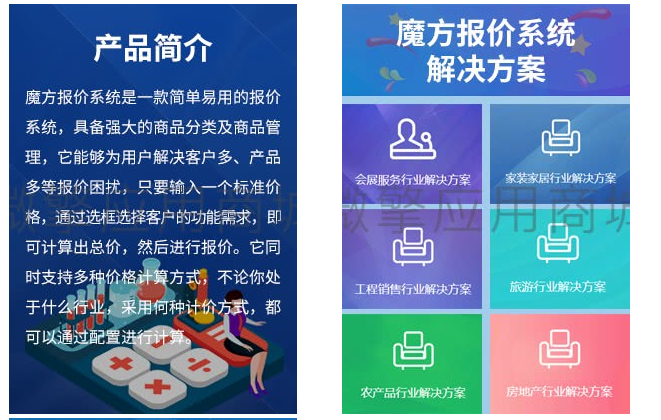 产品简介
魔方报价系统是一款简单易用的报价
系统，具备强大的商品分类及商品管
理，它能够为用户解决客户多、产品
多等报价困扰，只要输入一个标准价
格，通过选框选择客户的功能需求，即
可计算出总价，然后进行报价。它同
时支持多种价格计算方式，不论你处
于什么行业，采用何种计价方式，都
可以通过配置进行计算。
魔方报价系统
解决方案
会展服务行业解决方案
家装家居行业解决方案
工程销售行业解决方案
旅游行业解决方案
农产品行业解决方案
房地产行业解决方案
微擎应用商城